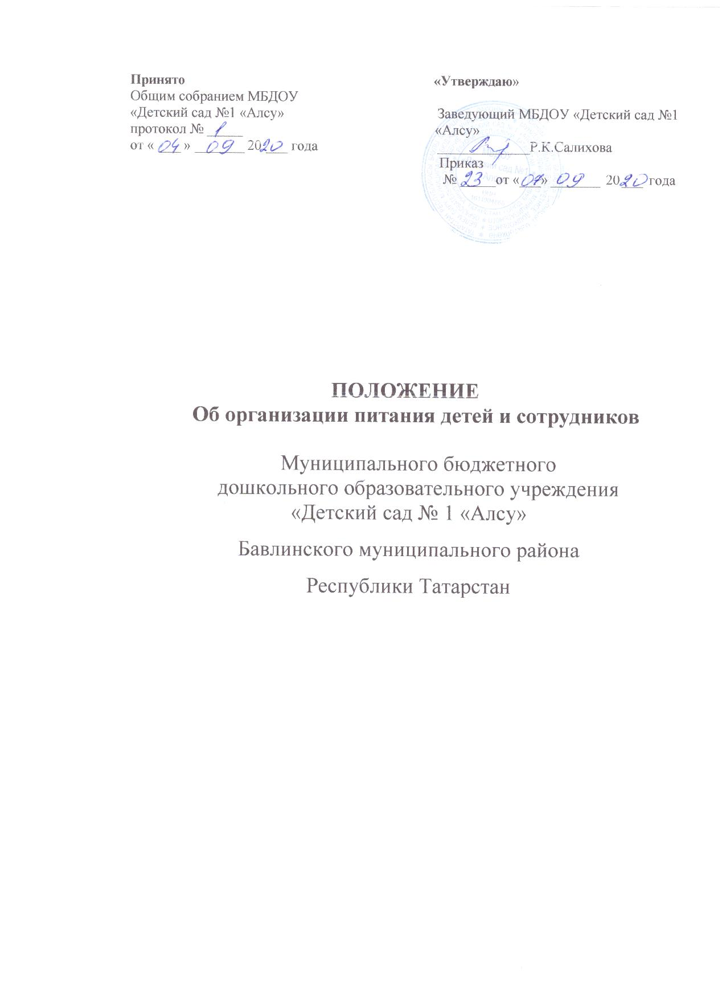 Принято
Общим собранием МБДОУ
«Детский сад №1 «Алсу»
протокол № 1
от « 04 » 09 2020 года
«Утверждаю»
Заведующий МБДОУ «Детский сад №1
«Алсу»
Р.К.Салихова
Приказ
№ 23 от «07» 09 2020 года
ПОЛОЖЕНИЕ
Об организации питания детей и сотрудников
Муниципального бюджетного
дошкольного образовательного учреждения
«Детский сад № 1 «Алсу»
Бавлинского муниципального района
Республики Татарстан